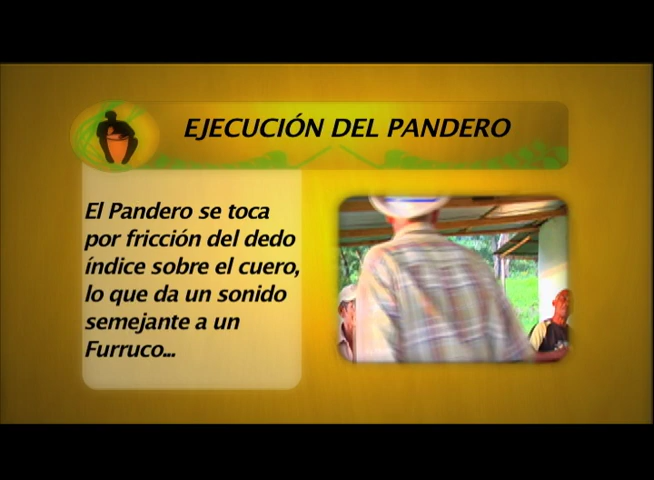 EJECUCIÓN DEL PANDERO
El Pandero se toca
por fricción del dedo
índice sobre el cuero,
lo que da un sonido
semejante a un
Furruco...